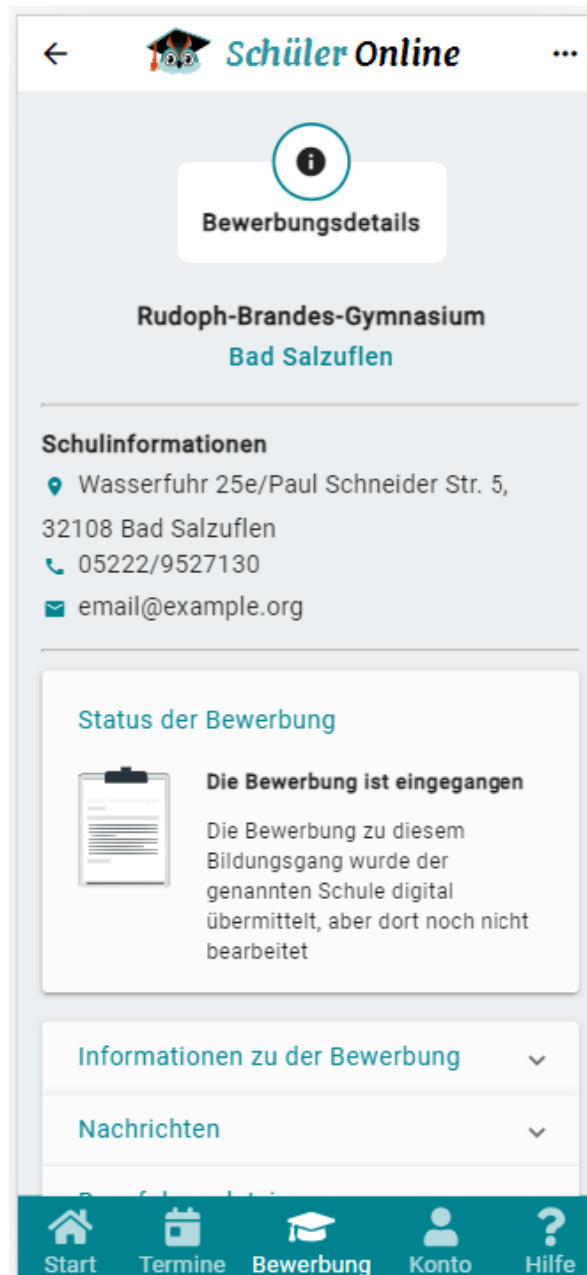 Schüler Online
Bewerbungsdetails
Rudoph-Brandes-Gymnasium
Bad Salzuflen
Schulinformationen
Wasserfuhr 25e/Paul Schneider Str. 5,
32108 Bad Salzuflen
05222/9527130
email@example.org
Status der Bewerbung
Die Bewerbung ist eingegangen
Die Bewerbung zu diesem
Bildungsgang wurde der
genannten Schule digital
übermittelt, aber dort noch nicht
bearbeitet
Informationen zu der Bewerbung
Nachrichten
Start Termine Bewerbung Konto Hilfe